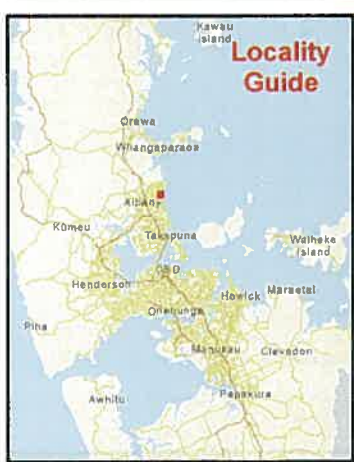 Kawau
Island
Locality
Guide
Orewa
Whangaparaoa
Albany
Kumeu
Takapuna
Waiheke
Island
CBD
Henderson
Howick
Maraetai
Onehunga
Piha
Manukau
Clevedon
Awhitu
Papakura